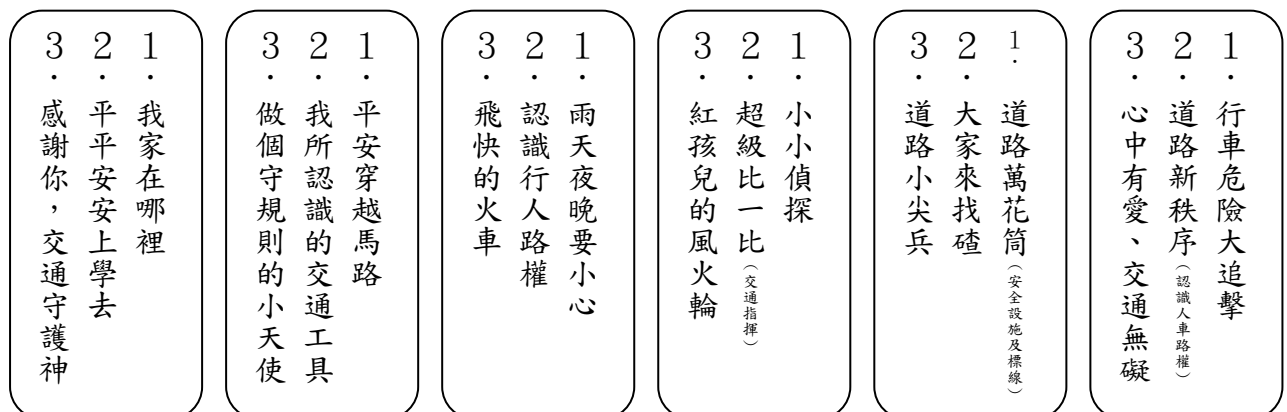 1. 行車危險大追擊
2. 道路新秩序(認識人車路權)
3. 心中有愛、交通無礙
1. 道路萬花筒(安全設施及標線)
2. 大家來找碴
3. 道路小尖兵
1. 小小偵探
2. 超級比一比(交通指揮)
3. 紅孩兒的風火輪
1. 雨天夜晚要小心
2. 認識行人路權
3. 飛快的火車
1. 平安穿越馬路
2. 我所認識的交通工具
3. 做個守規則的小天使
1. 我家在哪裡
2. 平平安安上學去
3. 感謝你，交通守護神